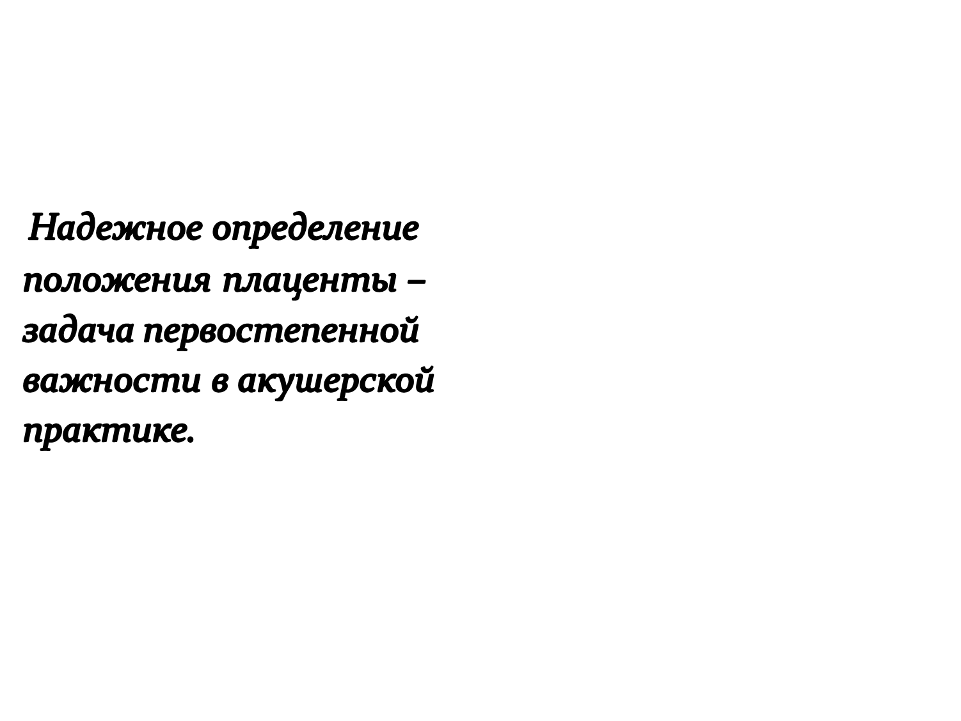 Надежное определение
положения плаценты –
задача первостепенной
важности в акушерской
практике.